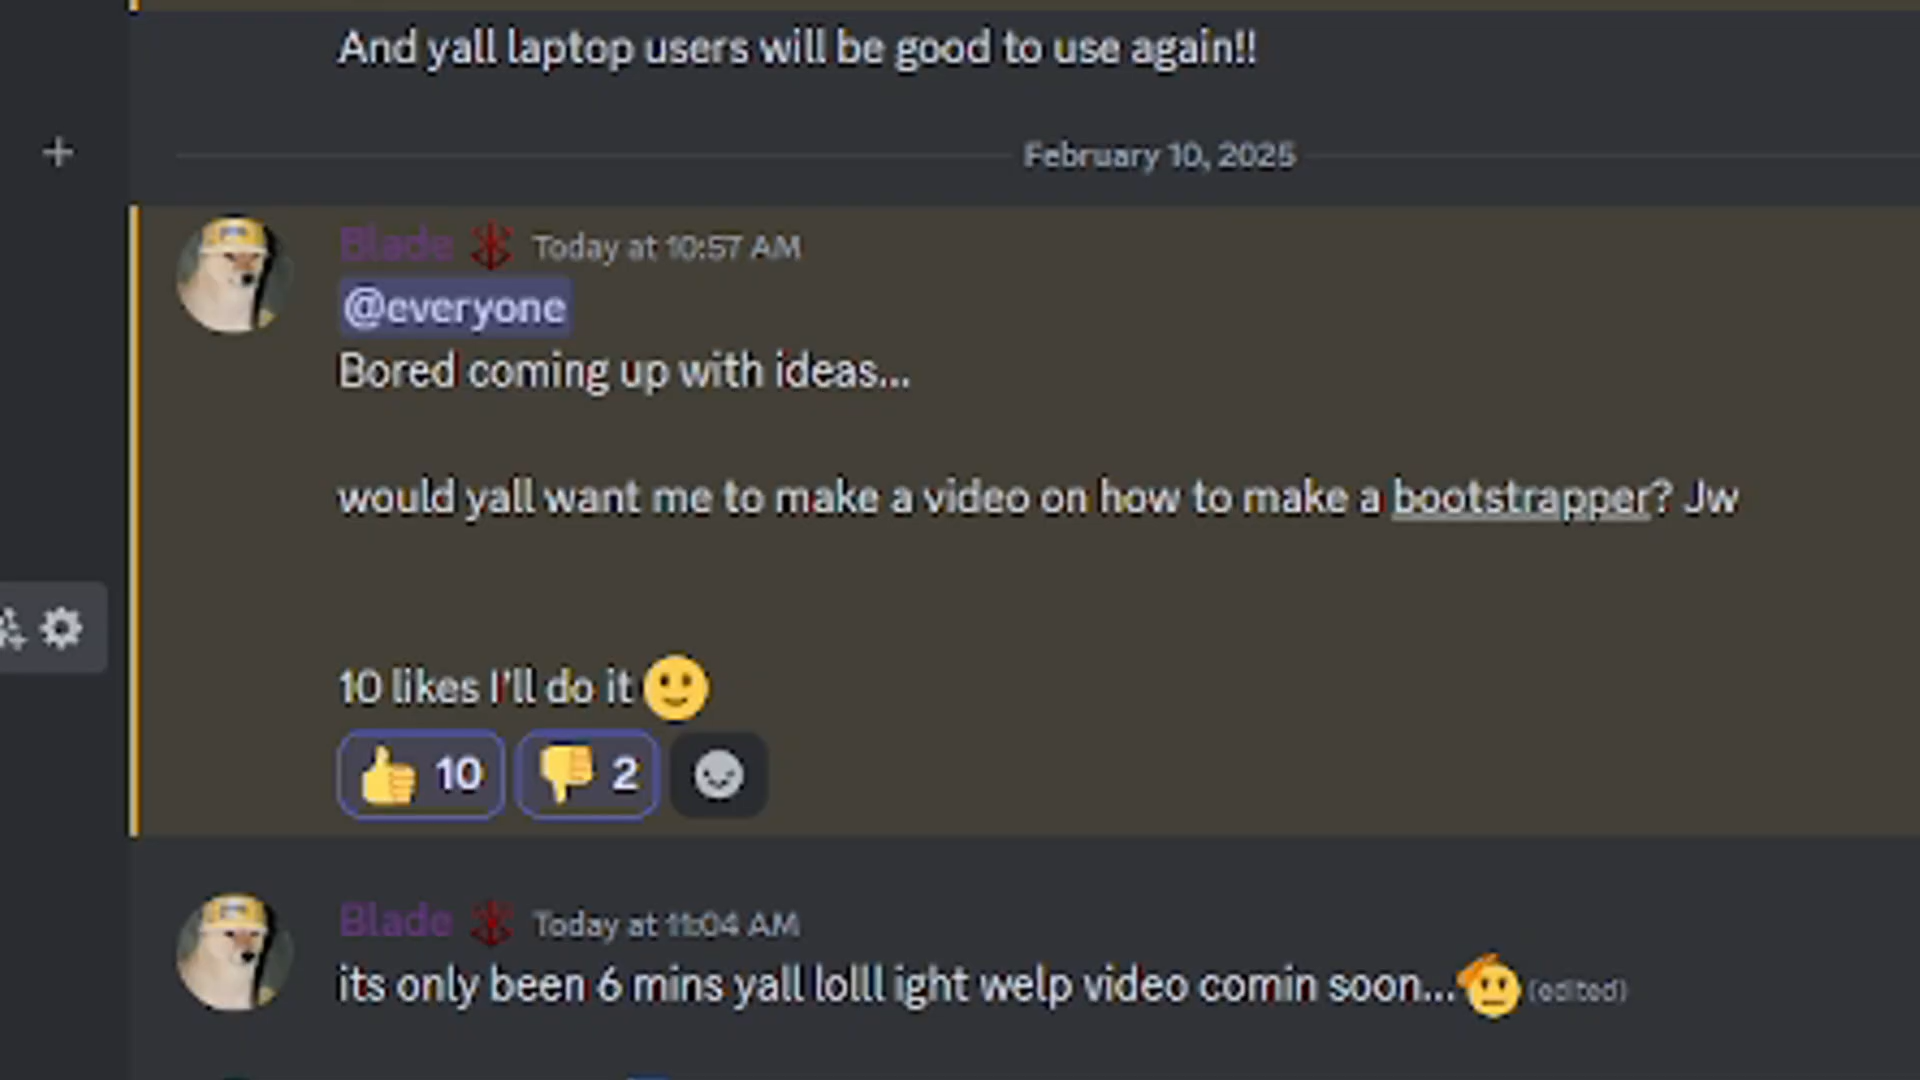 And yall laptop users will be good to use again!!
February 10, 2025
Blade Today at 10:57 AM
@everyone
Bored coming up with ideas...
would yall want me to make a video on how to make a bootstrapper? Jw
10 likes I'll do it
10 2
Blade Today at 11:04 AM
its only been 6 mins yall lolll ight welp video comin soon... (edited)